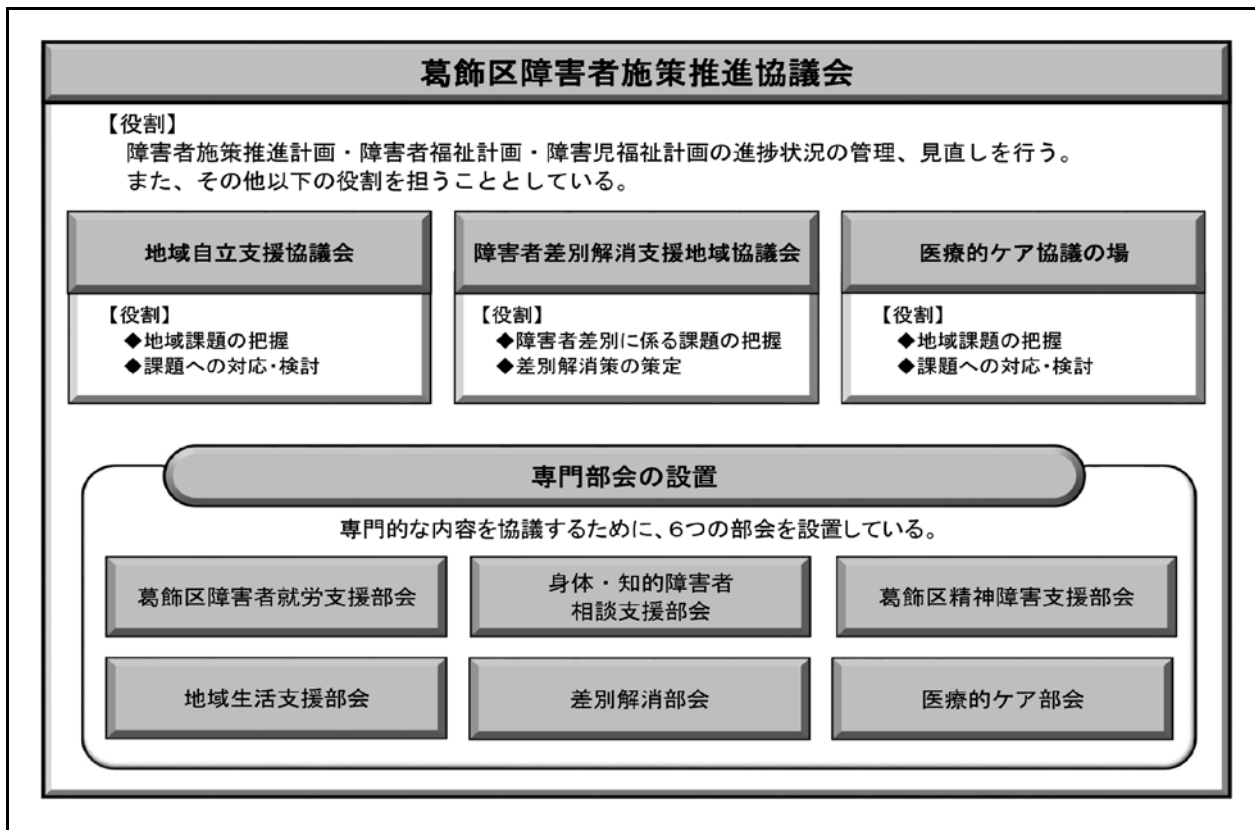 葛飾区障害者施策推進協議会
【役割】
障害者施策推進計画・障害者福祉計画・障害児福祉計画の進捗状況の管理、見直しを行う。
また、その他以下の役割を担うこととしている。
地域自立支援協議会
【役割】
◆地域課題の把握
◆課題への対応・検討
障害者差別解消支援地域協議会
【役割】
◆障害者差別に係る課題の把握
◆差別解消策の策定
医療的ケア協議の場
【役割】
◆地域課題の把握
◆課題への対応・検討
専門部会の設置
専門的な内容を協議するために、6つの部会を設置している。
葛飾区障害者就労支援部会
身体・知的障害者
相談支援部会
葛飾区精神障害支援部会
地域生活支援部会
差別解消部会
医療的ケア部会